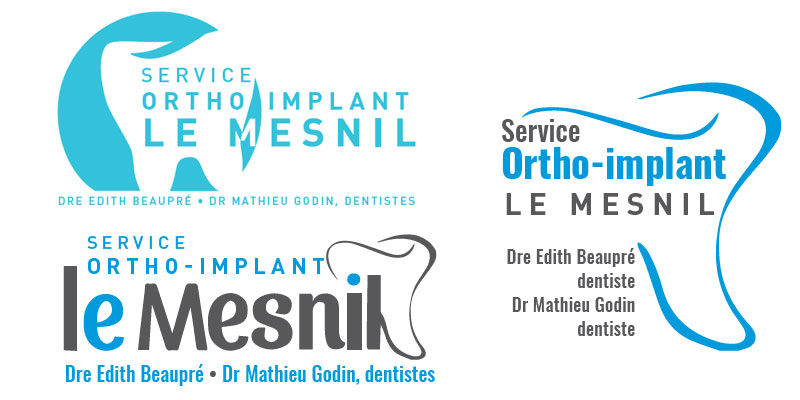 SERVICE
ORTHO IMPLANT
LE MESNIL
DRE EDITH BEAUPRÉ • DR MATHIEU GODIN, DENTISTES
SERVICE
ORTHO-IMPLANT
le Mesnil
Dre Edith Beaupré • Dr Mathieu Godin, dentistes
Service
Ortho-implant
LE MESNIL
Dre Edith Beaupré
dentiste
Dr Mathieu Godin
dentiste